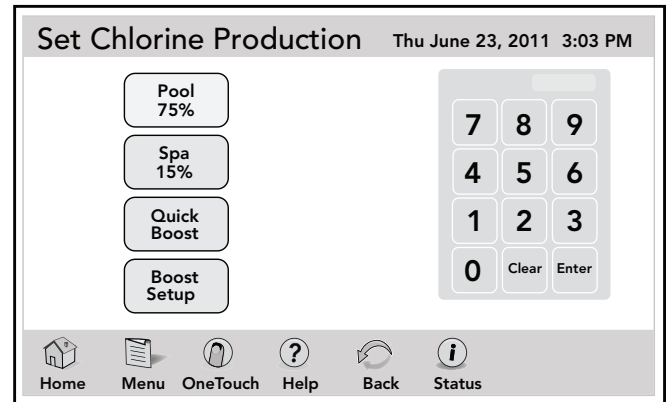 Set Chlorine Production Thu June 23, 2011 3:03 PM
Pool
75%
Spa
15%
Quick
Boost
Boost
Setup
7 8 9
4 5 6
1 2 3
0 Clear Enter
? i
Home Menu OneTouch Help Back Status